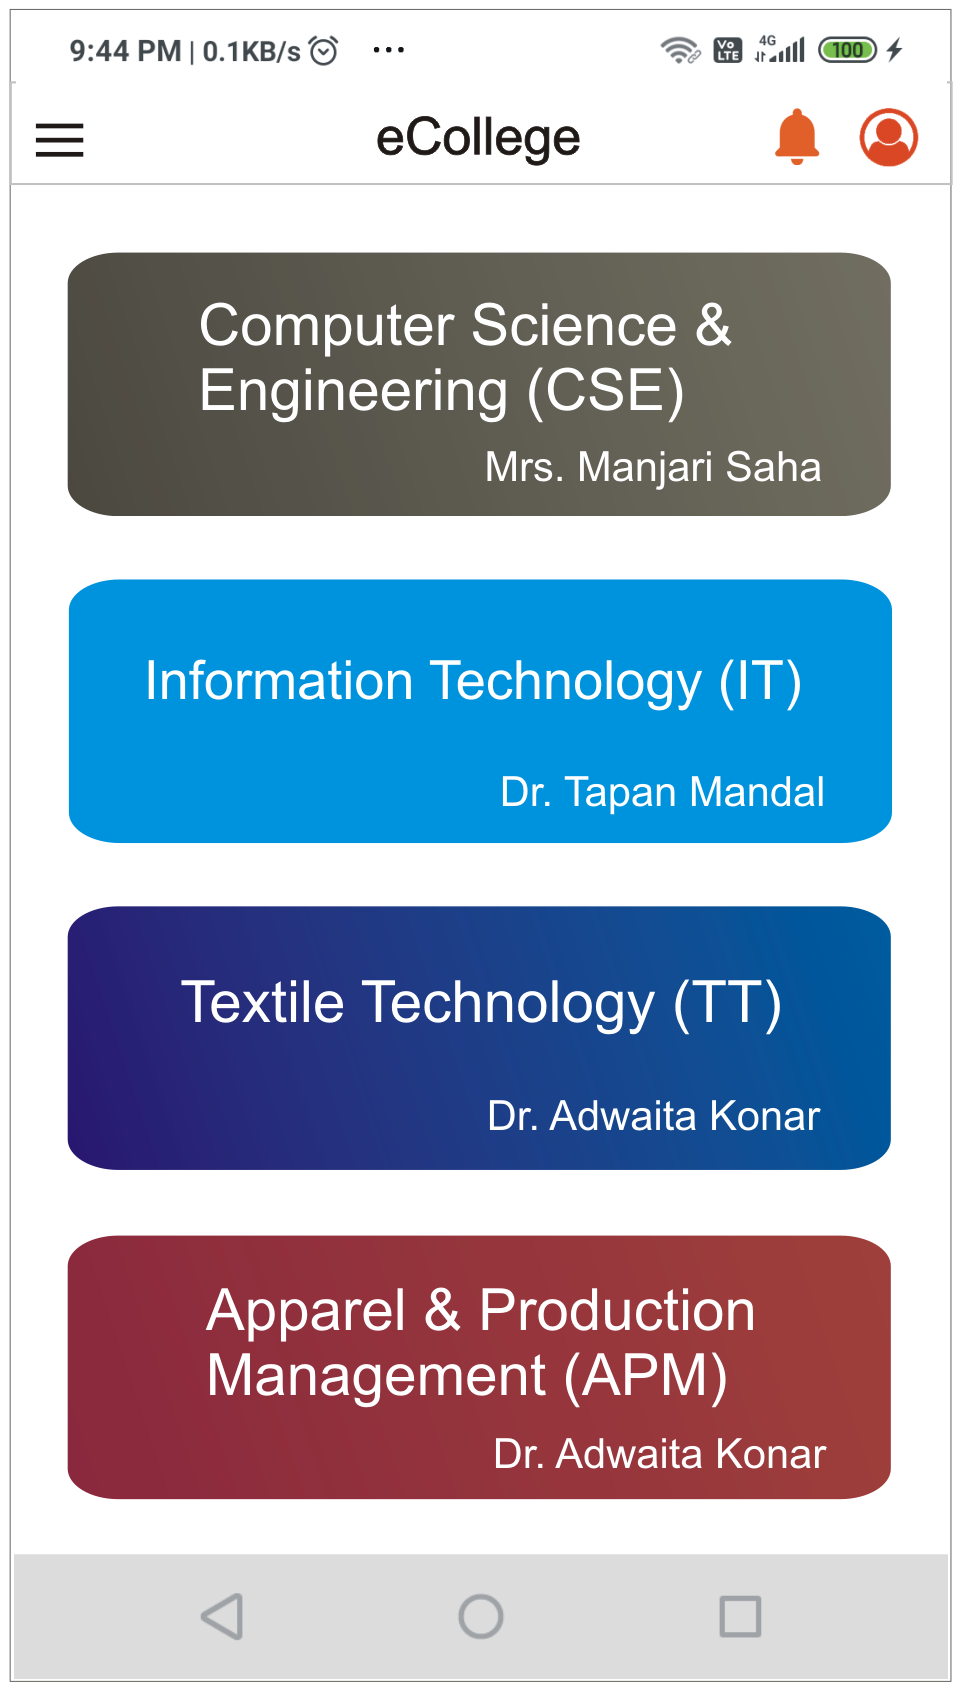 9:44 PM | 0.1KB/s ...
Vo LTE 4G 100
eCollege
Computer Science &
Engineering (CSE)
Mrs. Manjari Saha
Information Technology (IT)
Dr. Tapan Mandal
Textile Technology (TT)
Dr. Adwaita Konar
Apparel & Production
Management (APM)
Dr. Adwaita Konar